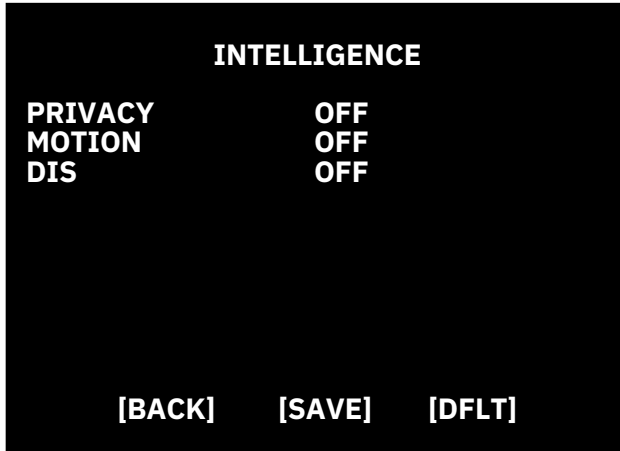 INTELLIGENCE
PRIVACY OFF
MOTION OFF
DIS OFF
[BACK] [SAVE] [DFLT]